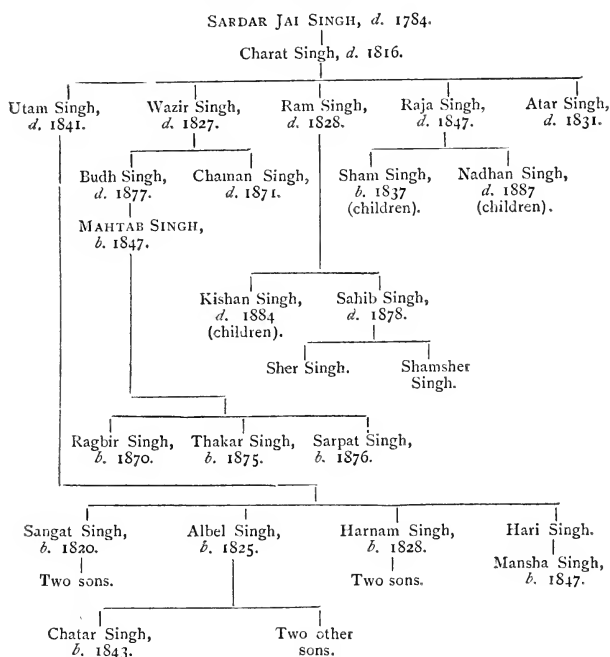 SARDAR JAI SINGH, d. 1784.
Charat Singh, d. 1816.
Utam Singh, Wazir Singh, Ram Singh, Raja Singh, Atar Singh,
d. 1841. d. 1827. d. 1828. d. 1847. d. 1831.
Budh Singh, Chaman Singh, Sham Singh, Nadhan Singh,
d. 1877. d. 1871. b. 1837 d. 1887
(children). (children).
MAHTAB SINGH,
b. 1847.
Kishan Singh, Sahib Singh,
d. 1884 d. 1878.
(children).
Sher Singh. Shamsher
Singh.
Ragbir Singh, Thakar Singh, Sarpat Singh,
b. 1870. b. 1875. b. 1876.
Sangat Singh, Albel Singh, Harnam Singh, Hari Singh.
b. 1820. b. 1825. b. 1828.
Two sons. Two sons. Mansha Singh,
b. 1847.
Chatar Singh, Two other
b. 1843. sons.